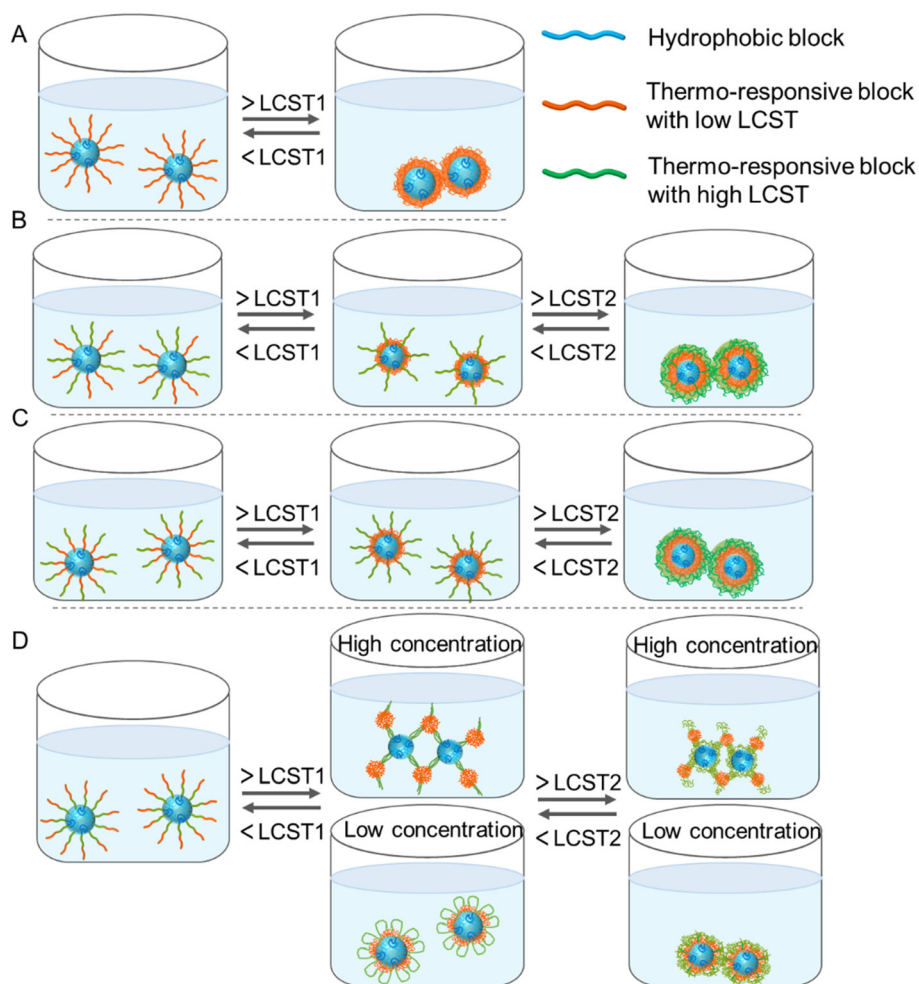 A
> LCST1
< LCST1
Hydrophobic block
Thermo-responsive block
with low LCST
Thermo-responsive block
with high LCST
B
> LCST1
< LCST1
> LCST2
< LCST2
C
> LCST1
< LCST1
> LCST2
< LCST2
D
> LCST1
< LCST1
High concentration
Low concentration
> LCST2
< LCST2
High concentration
Low concentration